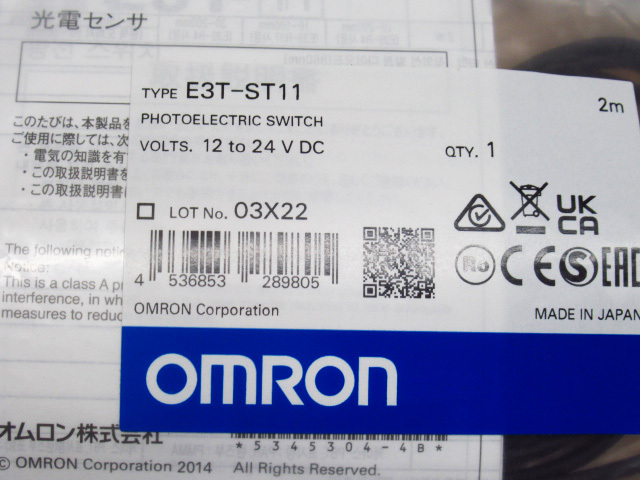 光電センサ
TYPE E3T-ST11
2m
PHOTOELECTRIC SWITCH
VOLTS. 12 to 24 V DC
QTY. 1
このたびは、本製品を
ご使用に際しては、次
・電気の知識を有
・この取扱説明書を
・この取扱説明書
LOT No. 03X22
UK
CA
The following notic
Notice:
This is a class A p
interference, in wh
measures to reduc
4 536853 289805
Ro CE S EAC
OMRON Corporation
MADE IN JAPAN
OMRON
オムロン株式会社
*5345304-4B*
© OMRON Corporation 2014 All Rights Reserved.